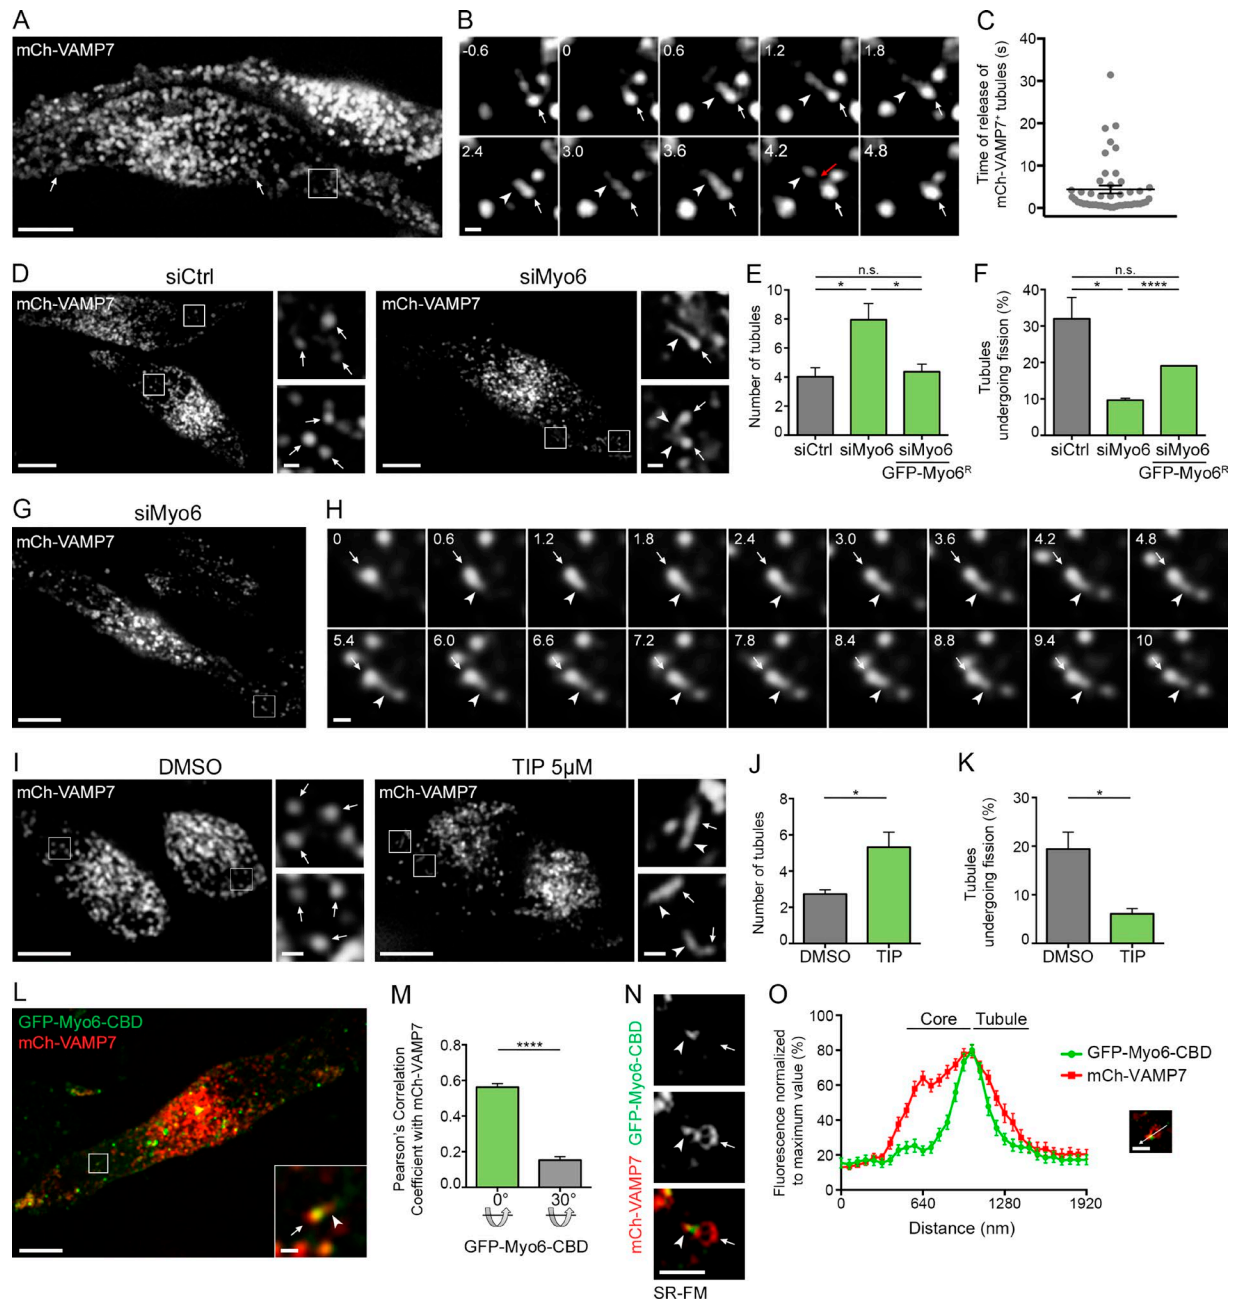 A
mCh-VAMP7
B
-0.6 0 0.6 1.2 1.8
2.4 3.0 3.6 4.2 4.8
C
Time of release of
mCh-VAMP7⁺ tubules (s)
40
30
20
10
0
D
siCtrl
mCh-VAMP7
siMyo6
mCh-VAMP7
E
Number of tubules
10
8
6
4
2
0
n.s.
* *
siCtrl siMyo6 siMyo6
GFP-Myo6ᴿ
F
Tubules
undergoing fission (%)
40
30
20
10
0
n.s.
* ****
siCtrl siMyo6 siMyo6
GFP-Myo6ᴿ
G
siMyo6
mCh-VAMP7
H
0 0.6 1.2 1.8 2.4 3.0 3.6 4.2 4.8
5.4 6.0 6.6 7.2 7.8 8.4 8.8 9.4 10
I
DMSO
mCh-VAMP7
TIP 5µM
mCh-VAMP7
J
Number of tubules
8
6
4
2
0
*
DMSO TIP
K
Tubules
undergoing fission (%)
30
20
10
0
*
DMSO TIP
L
GFP-Myo6-CBD
mCh-VAMP7
M
Pearson's Correlation
Coefficient with mCh-VAMP7
0.8
0.6
0.4
0.2
0.0
****
0° 30°
GFP-Myo6-CBD
N
mCh-VAMP7 GFP-Myo6-CBD
SR-FM
O
Fluorescence normalized
to maximum value (%)
100
80
60
40
20
0
Core Tubule
GFP-Myo6-CBD
mCh-VAMP7
0 640 1280 1920
Distance (nm)